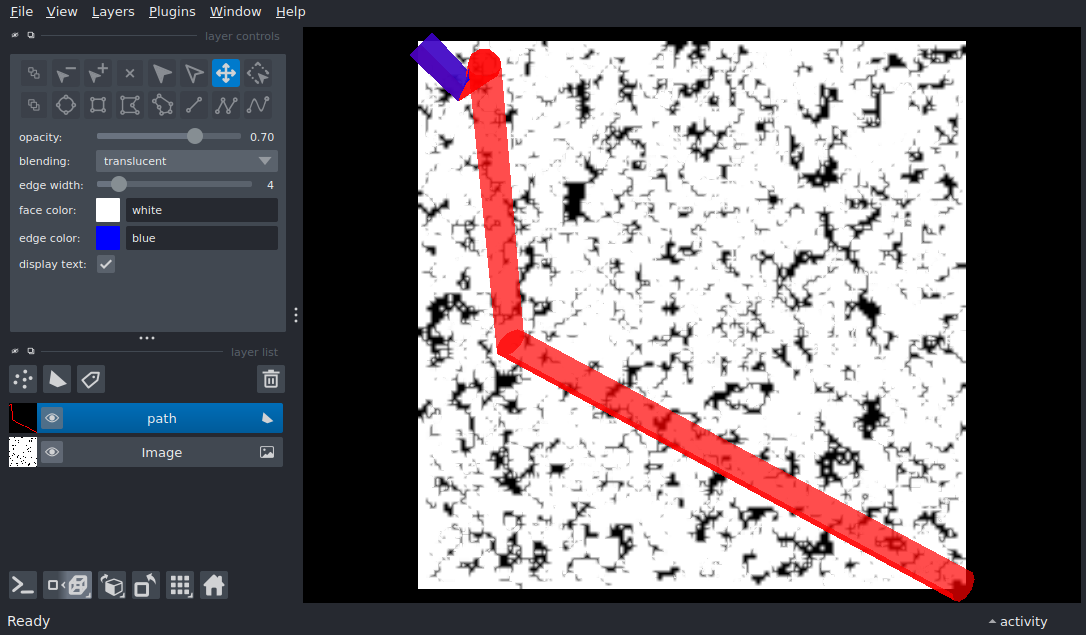 File View Layers Plugins Window Help
layer controls
opacity: 0.70
blending: translucent
edge width: 4
face color: white
edge color: blue
display text:
layer list
path
Image
Ready
activity